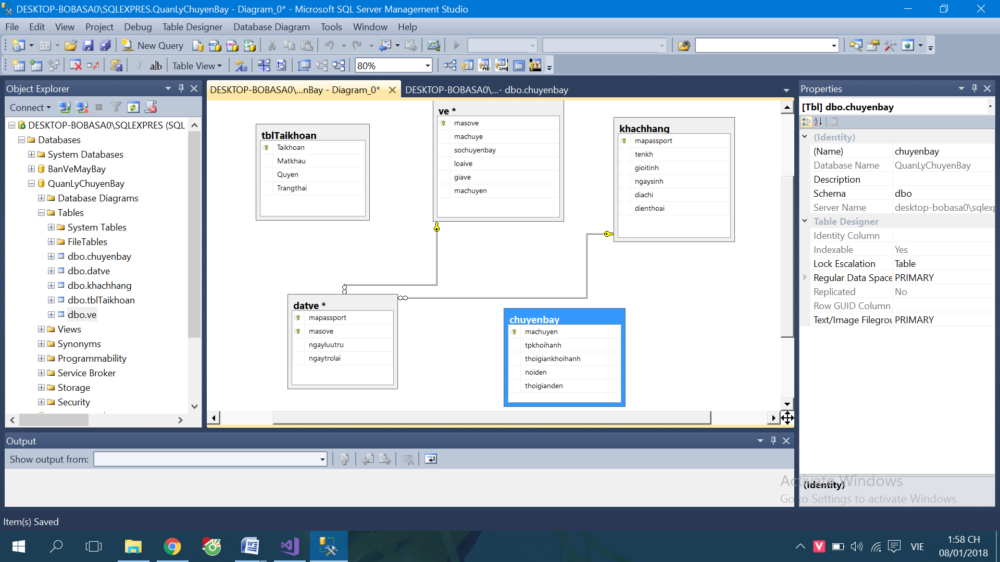 DESKTOP-BOBASA0\SQLEXPRES.QuanLyChuyenBay - Diagram_0* - Microsoft SQL Server Management Studio
File Edit View Project Debug Table Designer Database Diagram Tools Window Help
New Query
Table View 80%
Object Explorer
Connect
DESKTOP-BOBASA0\SQLEXPRES (SQL
Databases
System Databases
BanVeMayBay
QuanLyChuyenBay
Database Diagrams
Tables
System Tables
FileTables
dbo.chuyenbay
dbo.datve
dbo.khachhang
dbo.tblTaikhoan
dbo.ve
Views
Synonyms
Programmability
Service Broker
Storage
Security
DESKTOP-BOBASA0\...nBay - Diagram_0*
DESKTOP-BOBASA0\...- dbo.chuyenbay
tblTaikhoan
Taikhoan
Matkhau
Quyen
Trangthai
ve *
masove
machuye
sochuyenbay
loaive
giave
machuyen
khachhang
mapassport
tenkh
gioitinh
ngaysinh
diachi
dienthoai
datve *
mapassport
masove
ngayluutru
ngaytrolai
chuyenbay
machuyen
tpkhoihanh
thoigiankhoihanh
noiden
thoigianden
Properties
[Tbl] dbo.chuyenbay
(Identity)
(Name) chuyenbay
Database Name QuanLyChuyenBay
Description
Schema dbo
Server Name desktop-bobasa0\sqlexp
Table Designer
Identity Column
Indexable Yes
Lock Escalation Table
Regular Data Space PRIMARY
Replicated No
Row GUID Column
Text/Image Filegrou PRIMARY
(Identity)
Activate Windows
Go to Settings to activate Windows.
Output
Show output from:
Item(s) Saved
VIE
1:58 CH
08/01/2018